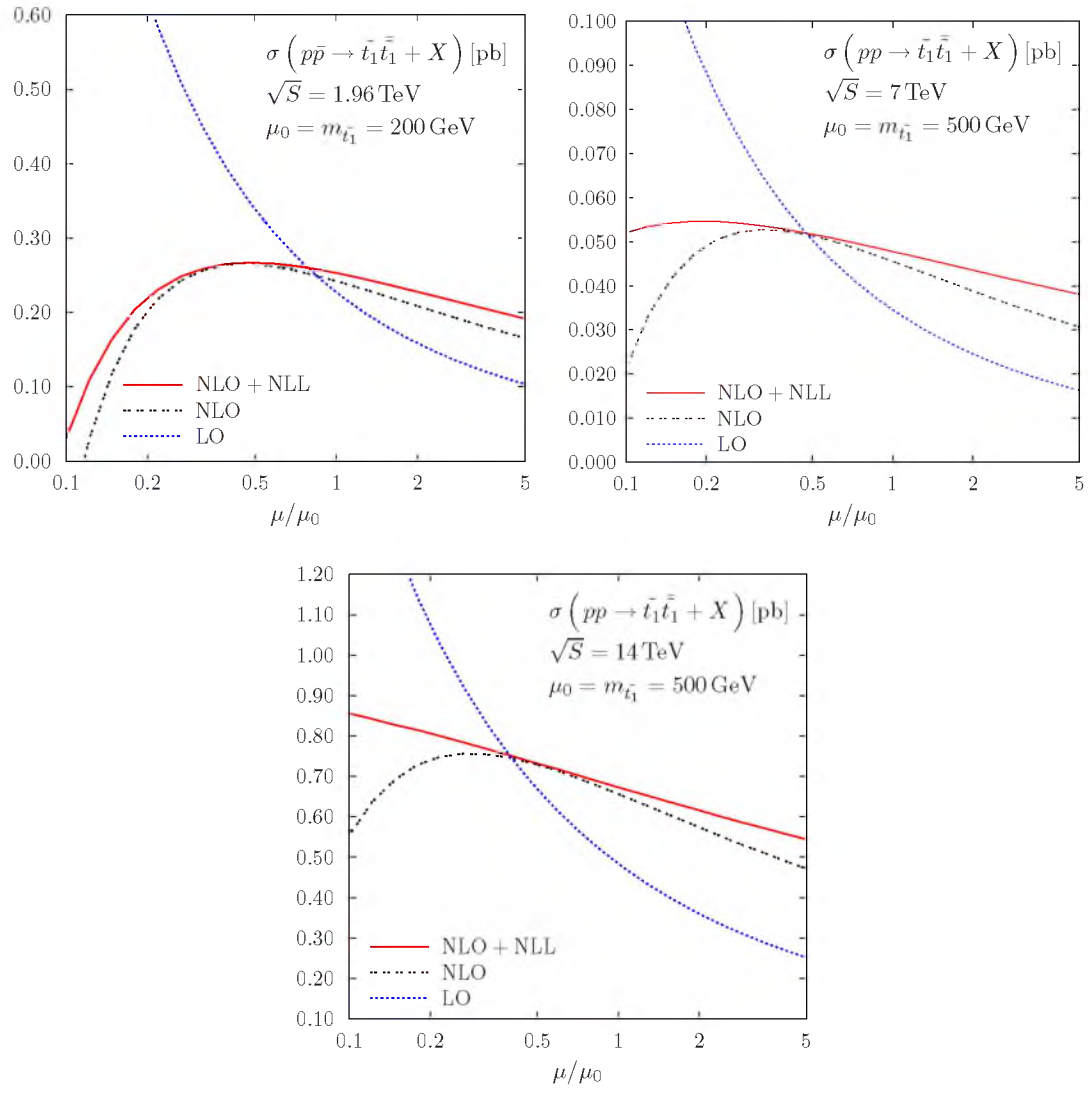 0.60
0.50
0.40
0.30
0.20
0.10
0.00
σ ( pp̄ → t̃₁t̃̄₁ + X ) [pb]
√S = 1.96 TeV
μ₀ = m_t̃₁ = 200 GeV
NLO + NLL
NLO
LO
0.1 0.2 0.5 1 2 5
μ/μ₀
0.100
0.090
0.080
0.070
0.060
0.050
0.040
0.030
0.020
0.010
0.000
σ ( pp → t̃₁t̃̄₁ + X ) [pb]
√S = 7 TeV
μ₀ = m_t̃₁ = 500 GeV
NLO + NLL
NLO
LO
0.1 0.2 0.5 1 2 5
μ/μ₀
1.20
1.10
1.00
0.90
0.80
0.70
0.60
0.50
0.40
0.30
0.20
0.10
σ ( pp → t̃₁t̃̄₁ + X ) [pb]
√S = 14 TeV
μ₀ = m_t̃₁ = 500 GeV
NLO + NLL
NLO
LO
0.1 0.2 0.5 1 2 5
μ/μ₀